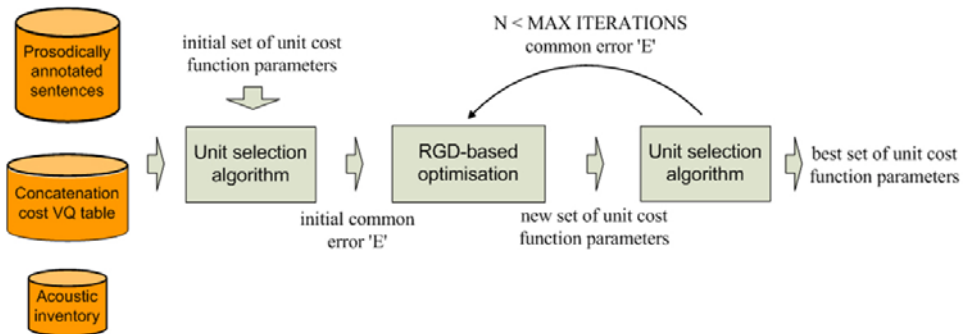 Prosodically
annotated
sentences
Concatenation
cost VQ table
Acoustic
inventory
initial set of unit cost
function parameters
Unit selection
algorithm
initial common
error 'E'
RGD-based
optimisation
N < MAX ITERATIONS
common error 'E'
new set of unit cost
function parameters
Unit selection
algorithm
best set of unit cost
function parameters